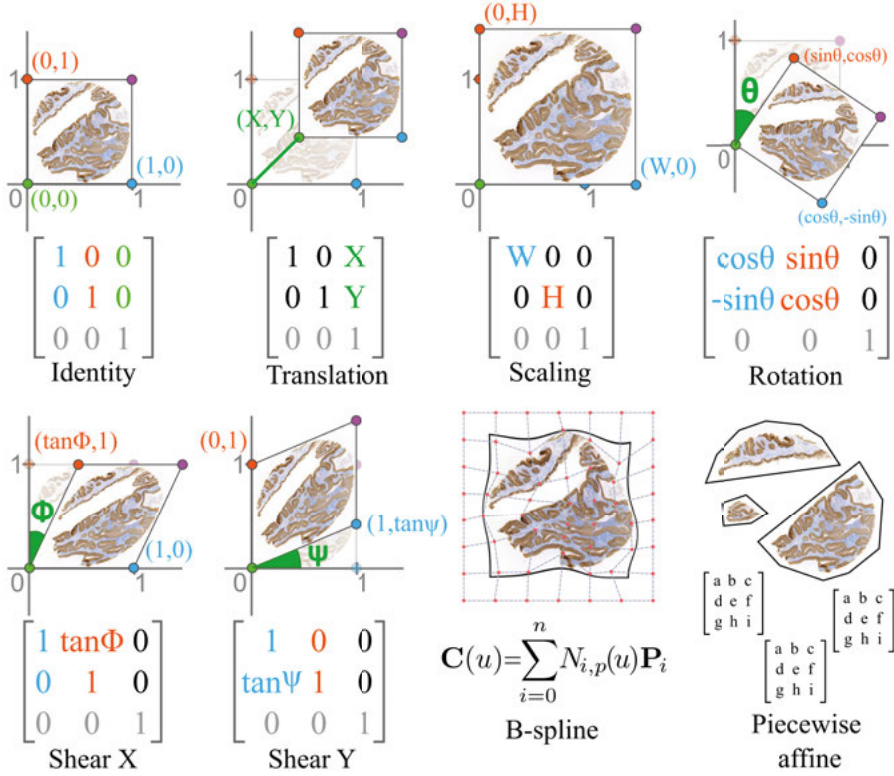 (0,1)
1
(1,0)
0
(0,0)
1
1 0 0
0 1 0
0 0 1
Identity
1
(X,Y)
0
1
1 0 X
0 1 Y
0 0 1
Translation
(0,H)
1
(W,0)
0
1
W 0 0
0 H 0
0 0 1
Scaling
1
(sinθ,cosθ)
θ
0
1
(cosθ,-sinθ)
cosθ sinθ 0
-sinθ cosθ 0
0 0 1
Rotation
(tanΦ,1)
1
Φ
(1,0)
0
1
1 tanΦ 0
0 1 0
0 0 1
Shear X
(0,1)
1
(1,tanψ)
ψ
0
1
1 0 0
tanψ 1 0
0 0 1
Shear Y
C(u)=∑ᵢ₌₀ⁿ Nᵢ,ₚ(u)Pᵢ
B-spline
a b c
d e f
g h i
a b c
d e f
g h i
a b c
d e f
g h i
Piecewise
affine